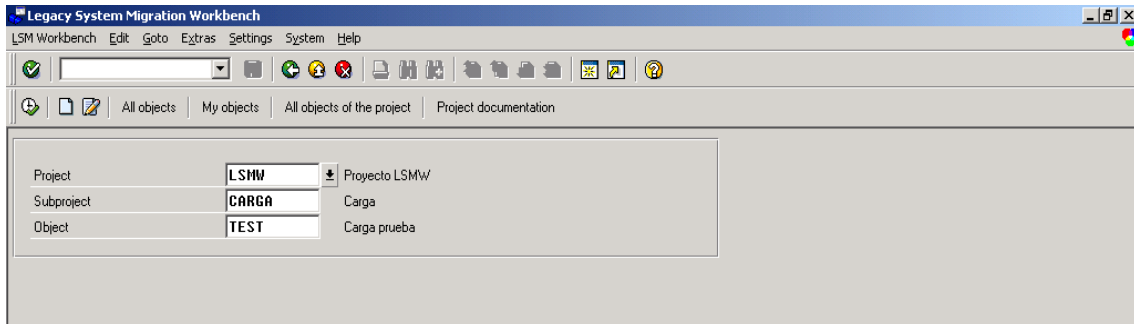 Legacy System Migration Workbench
LSM Workbench Edit Goto Extras Settings System Help
All objects My objects All objects of the project Project documentation
Project LSMW Proyecto LSMW
Subproject CARGA Carga
Object TEST Carga prueba